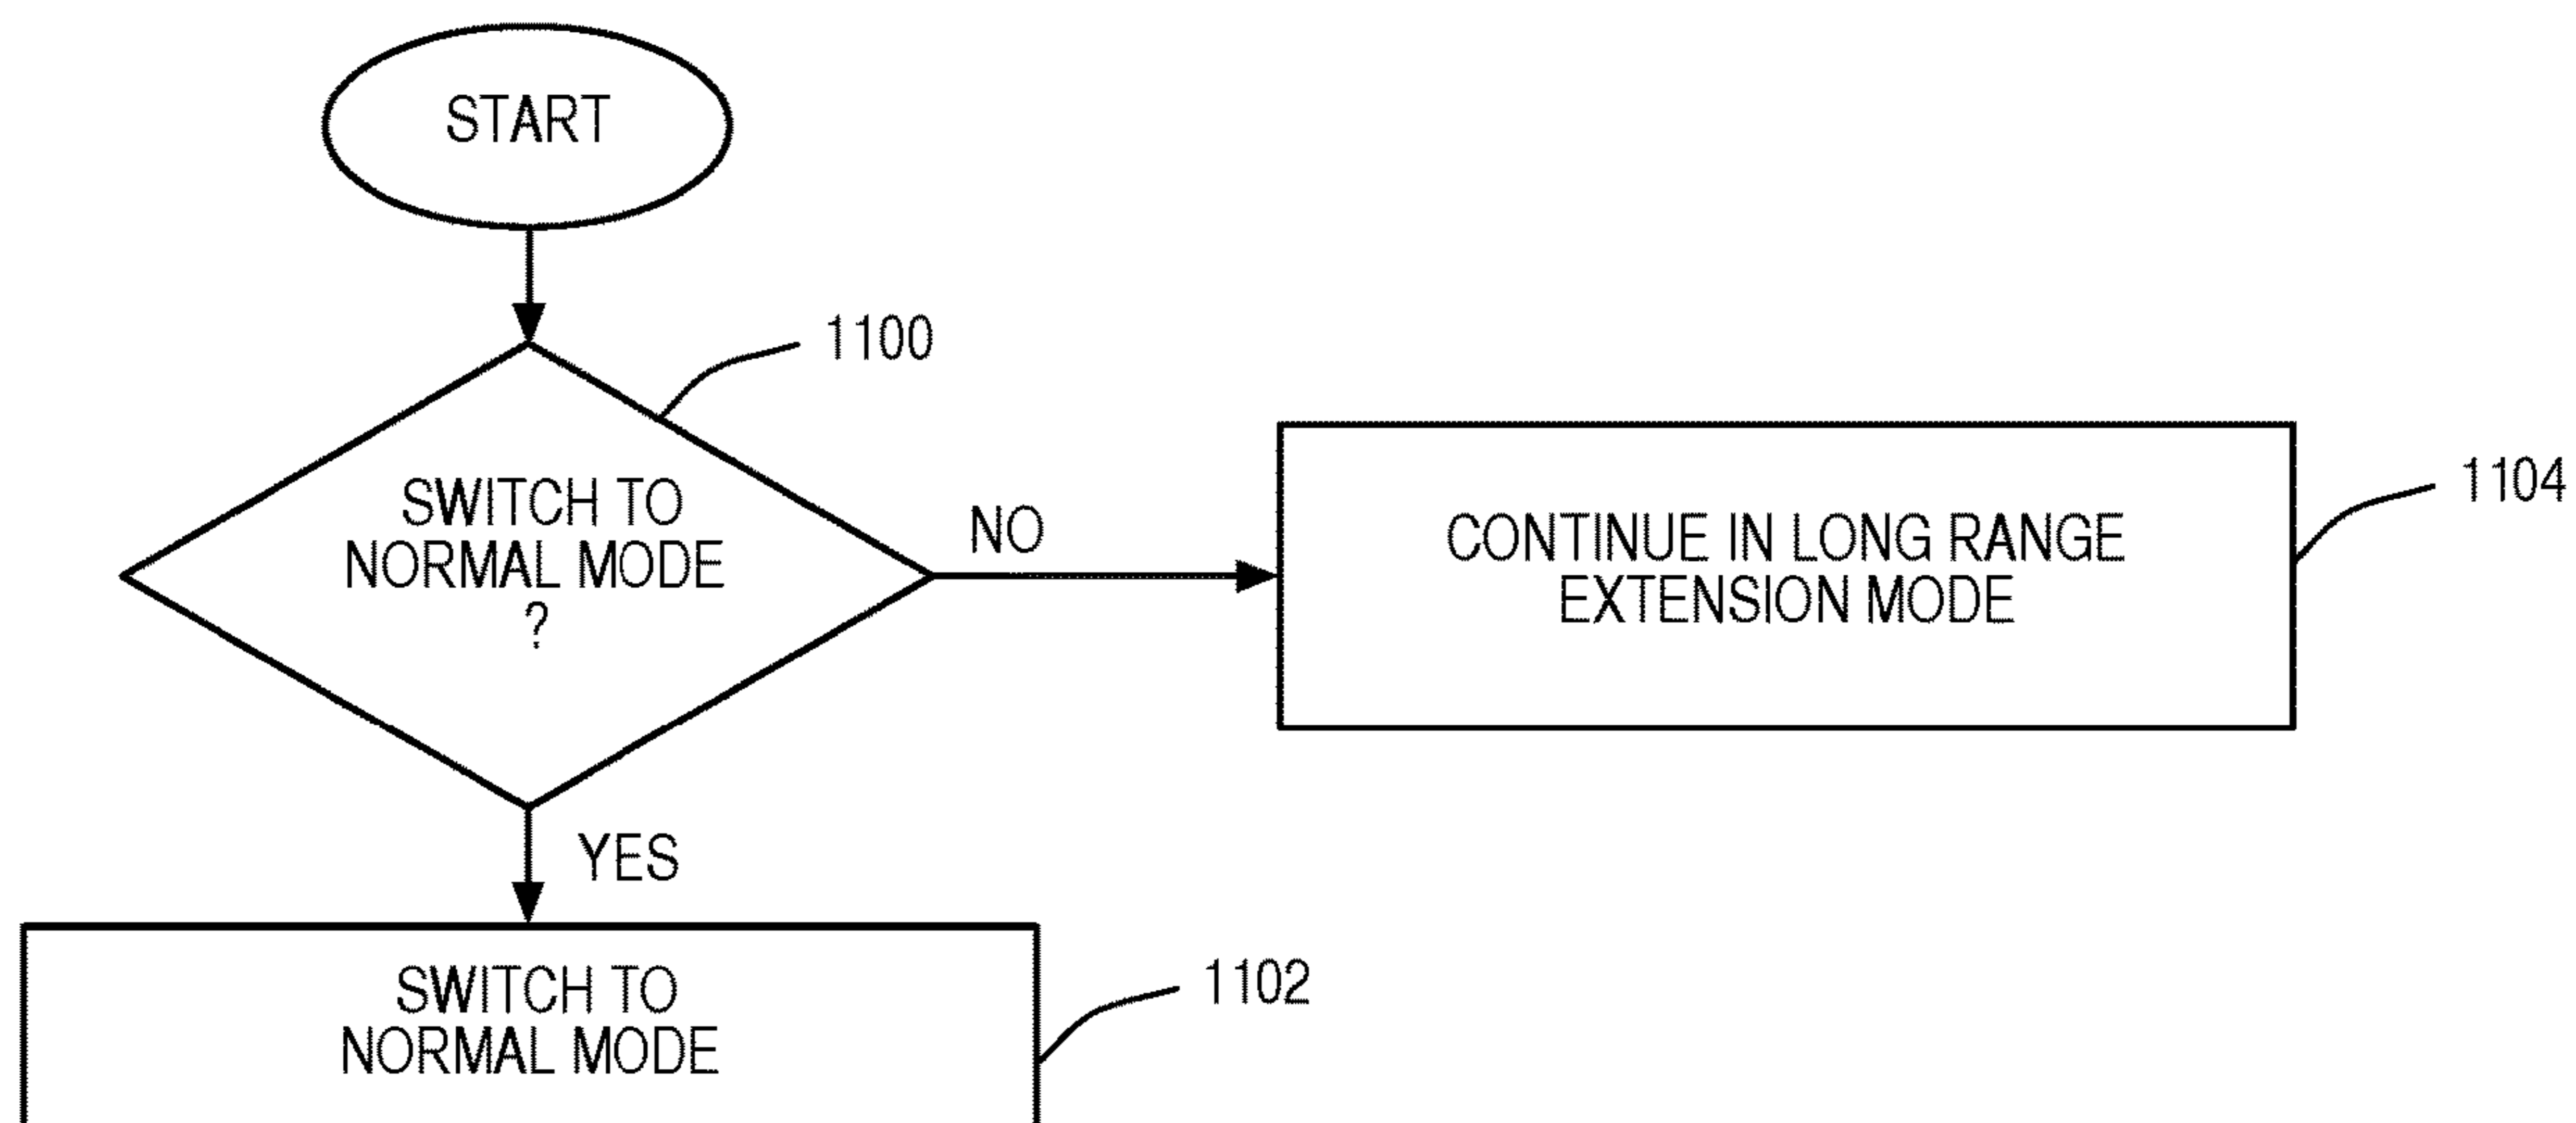 START
1100
SWITCH TO
NORMAL MODE
?
NO
CONTINUE IN LONG RANGE
EXTENSION MODE
1104
YES
SWITCH TO
NORMAL MODE
1102